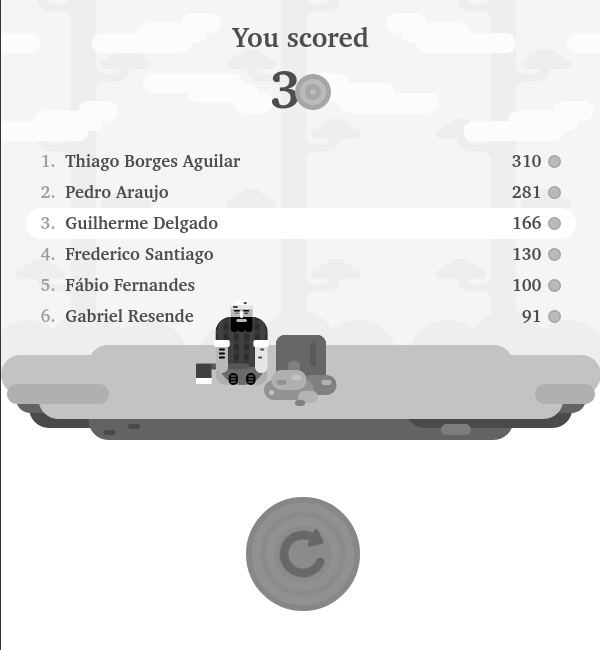 You scored
3
1. Thiago Borges Aguilar 310
2. Pedro Araujo 281
3. Guilherme Delgado 166
4. Frederico Santiago 130
5. Fábio Fernandes 100
6. Gabriel Resende 91